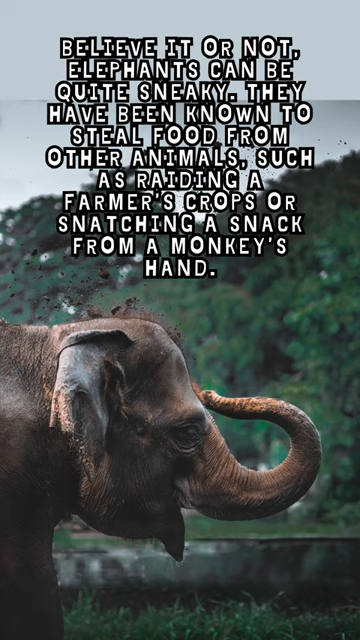 BELIEVE IT OR NOT,
ELEPHANTS CAN BE
QUITE SNEAKY. THEY
HAVE BEEN KNOWN TO
STEAL FOOD FROM
OTHER ANIMALS, SUCH
AS RAIDING A
FARMER'S CROPS OR
SNATCHING A SNACK
FROM A MONKEY'S
HAND.